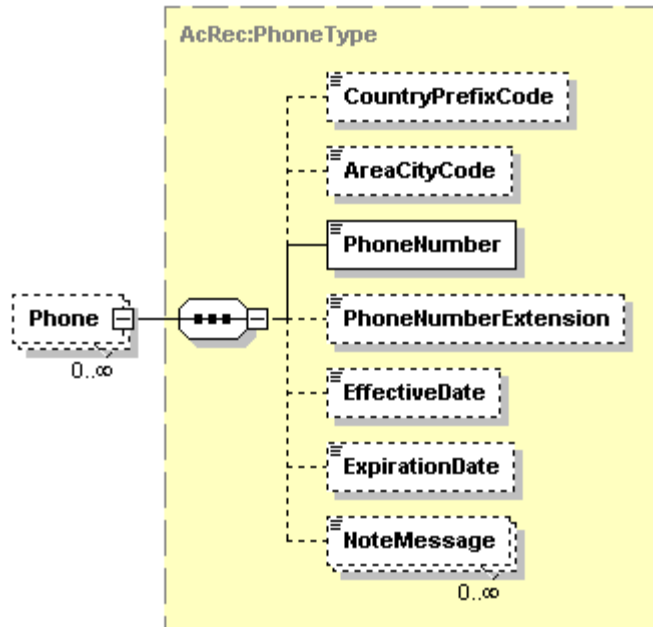 AcRec:PhoneType
CountryPrefixCode
AreaCityCode
PhoneNumber
Phone
0..∞
PhoneNumberExtension
EffectiveDate
ExpirationDate
NoteMessage
0..∞